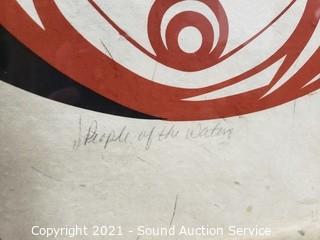 "People of the Water"
Copyright 2021 - Sound Auction Service